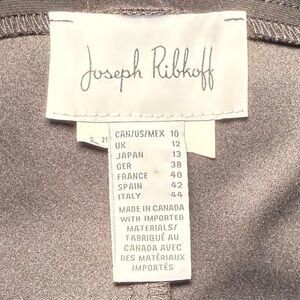 Joseph Ribkoff
CAN/US/MEX 10
UK 12
JAPAN 13
GER 38
FRANCE 40
SPAIN 42
ITALY 44
MADE IN CANADA
WITH IMPORTED
MATERIALS/
FABRIQUÉ AU
CANADA AVEC
DES MATÉRIAUX
IMPORTÉS